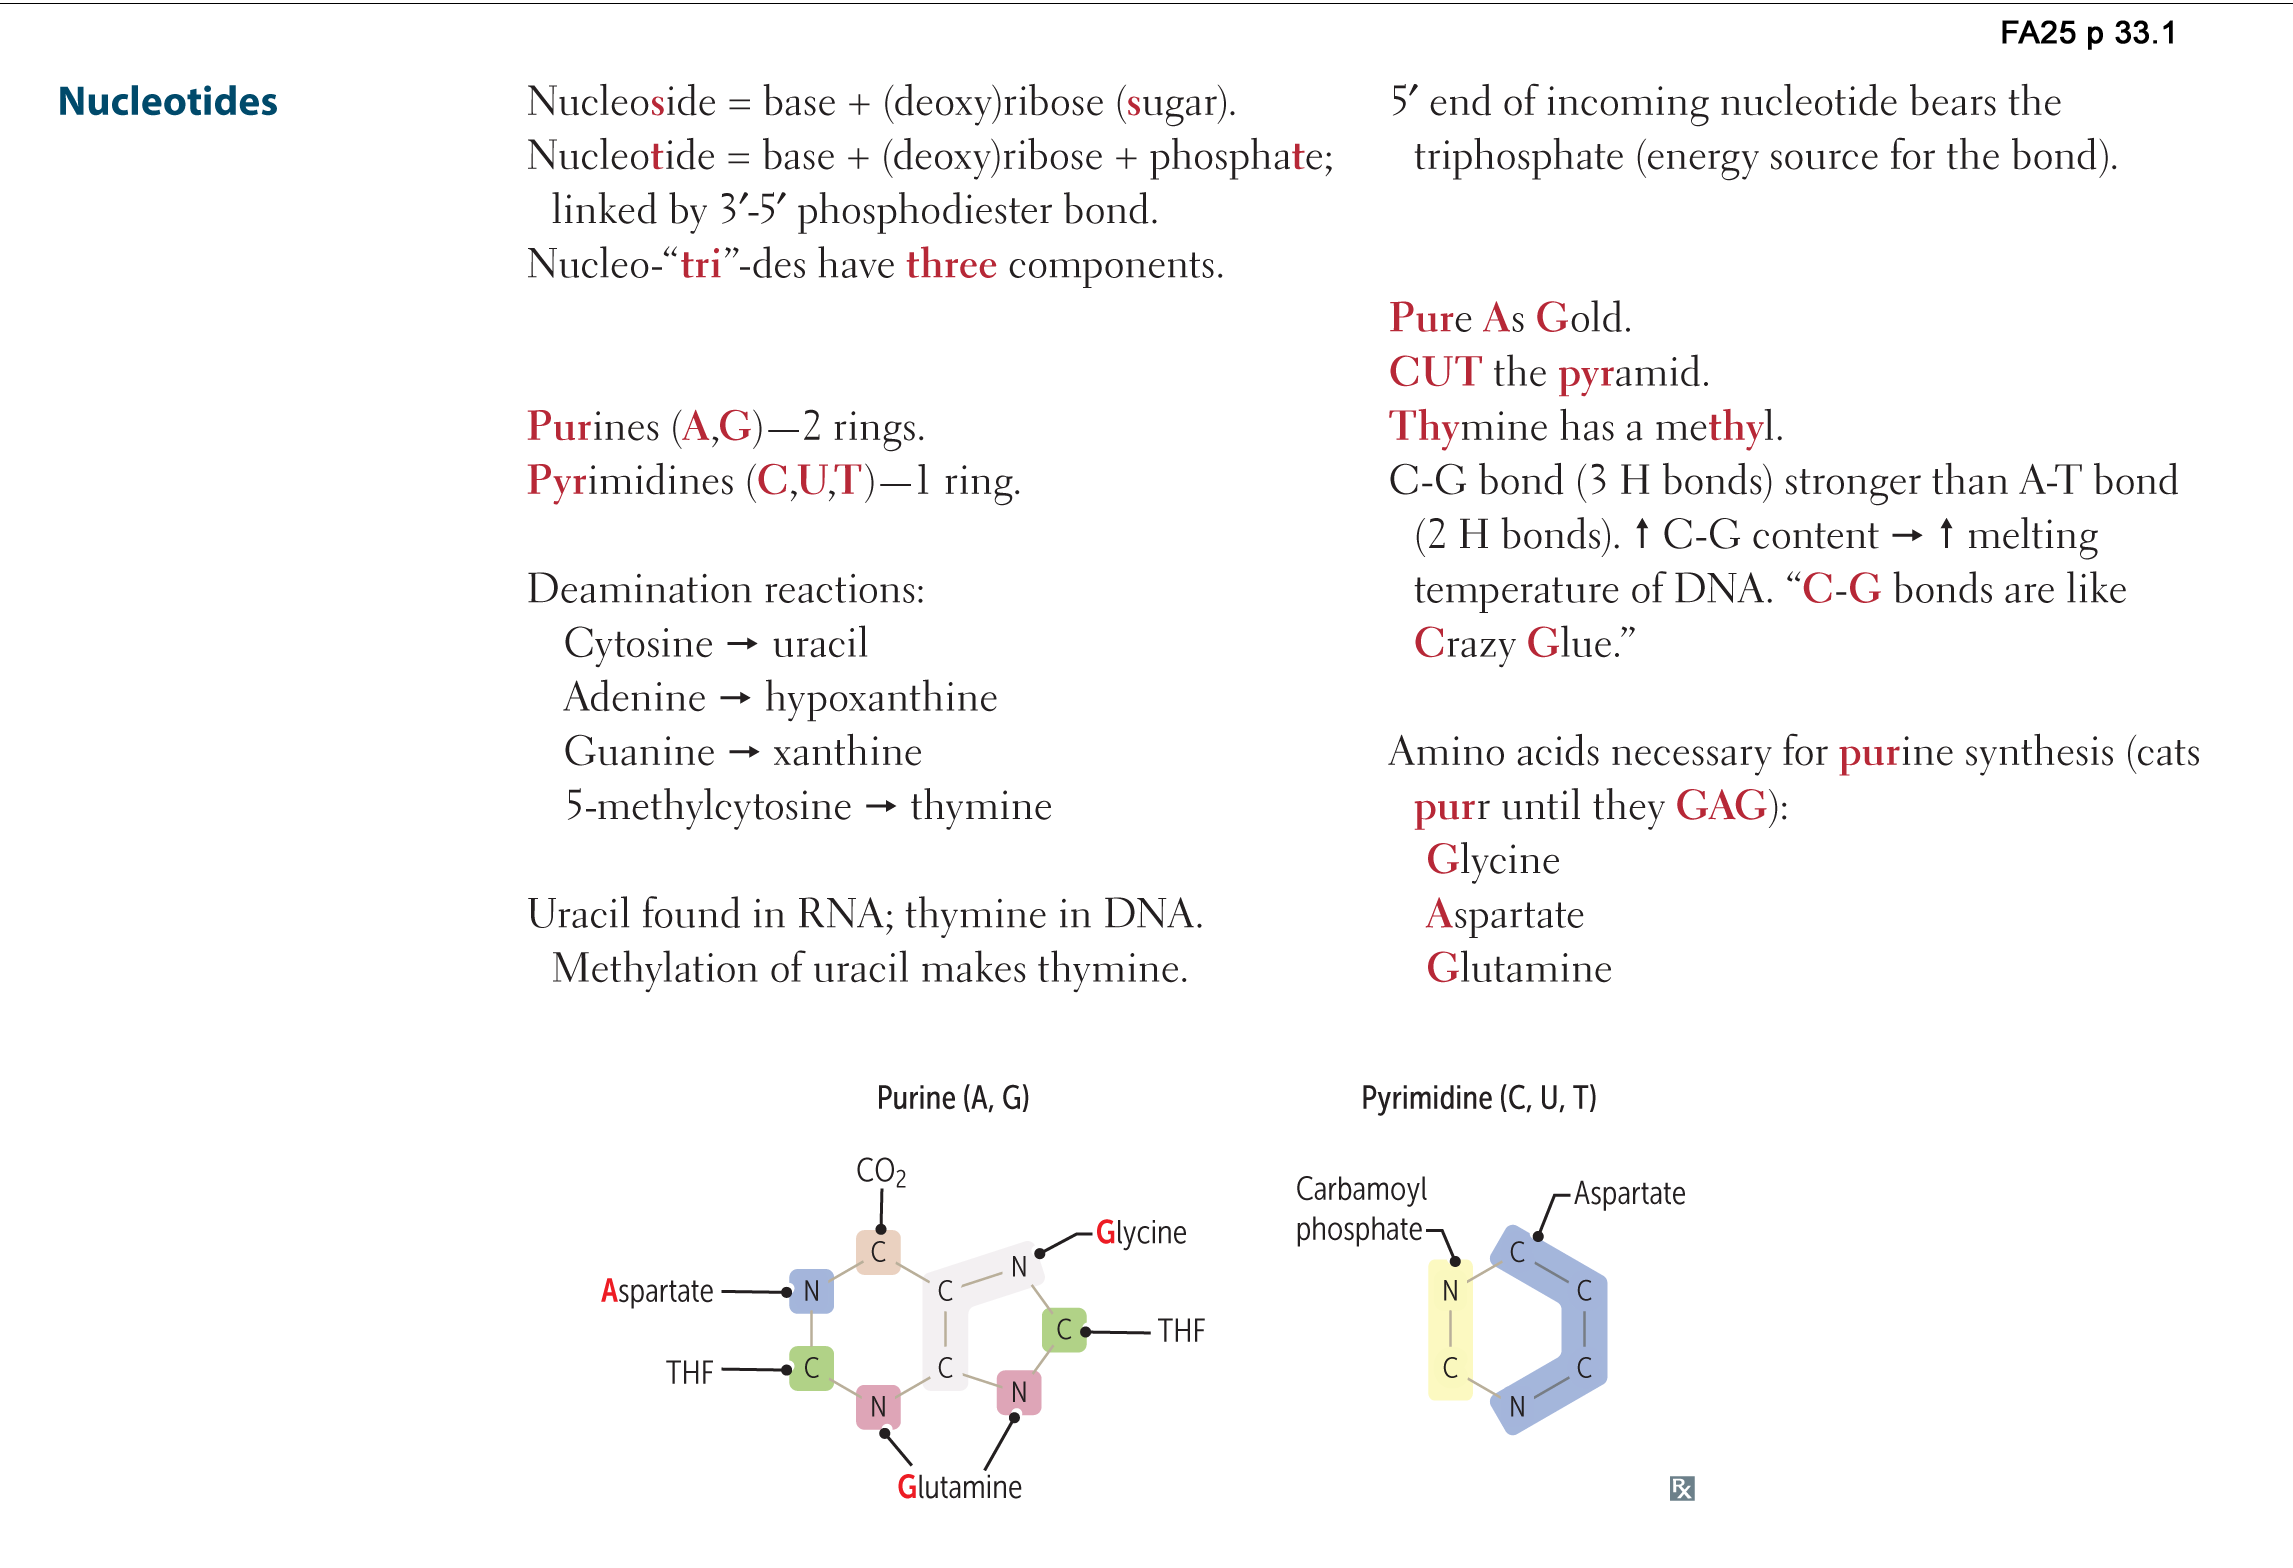 FA25 p 33.1
Nucleotides
Nucleoside = base + (deoxy)ribose (sugar).
Nucleotide = base + (deoxy)ribose + phosphate;
linked by 3′-5′ phosphodiester bond.
Nucleo-“tri”-des have three components.
5′ end of incoming nucleotide bears the
triphosphate (energy source for the bond).
Purines (A,G)—2 rings.
Pyrimidines (C,U,T)—1 ring.
Deamination reactions:
Cytosine → uracil
Adenine → hypoxanthine
Guanine → xanthine
5-methylcytosine → thymine
Uracil found in RNA; thymine in DNA.
Methylation of uracil makes thymine.
Pure As Gold.
CUT the pyramid.
Thymine has a methyl.
C-G bond (3 H bonds) stronger than A-T bond
(2 H bonds). ↑ C-G content → ↑ melting
temperature of DNA. “C-G bonds are like
Crazy Glue.”
Amino acids necessary for purine synthesis (cats
purr until they GAG):
Glycine
Aspartate
Glutamine
Purine (A, G)
CO₂
C
Glycine
N
Aspartate
N
C
C
THF
THF
C
C
N
N
Glutamine
Pyrimidine (C, U, T)
Carbamoyl
phosphate
Aspartate
C
N
C
C
C
N
Rx